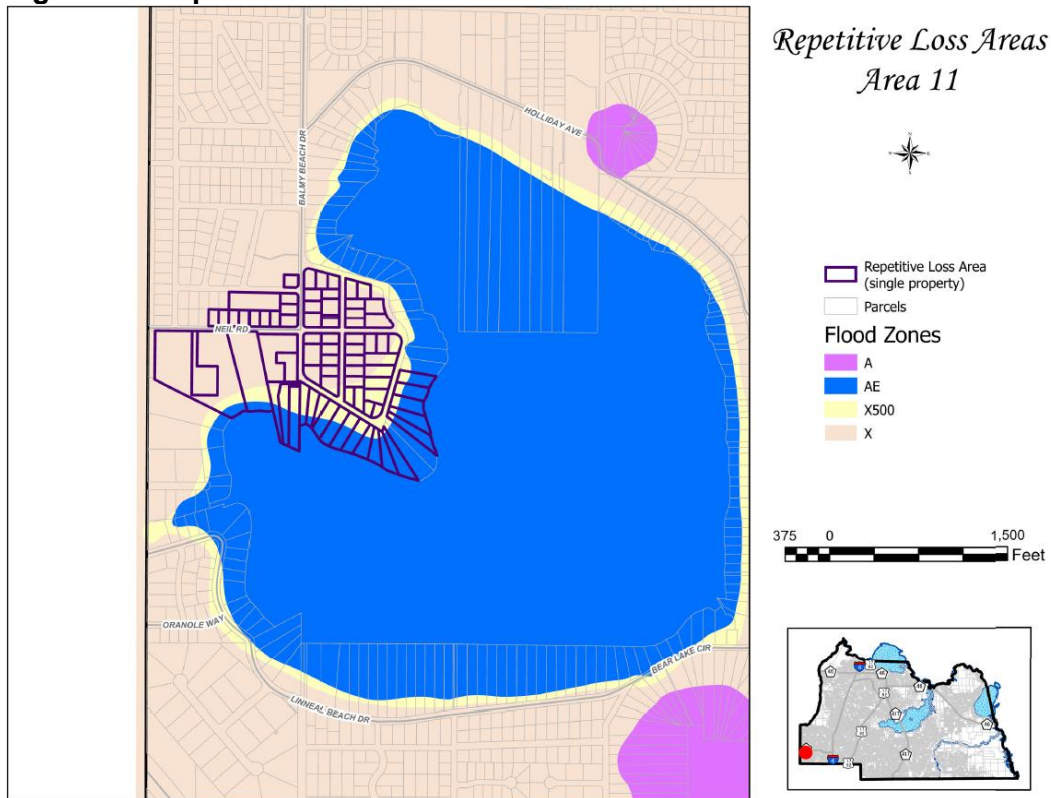 Repetitive Loss Areas
Area 11
HOLLIDAY AVE
BALMY BEACH DR
NEIL RD
ORANOLE WAY
LINNEAL BEACH DR
BEAR LAKE CIR
Repetitive Loss Area
(single property)
Parcels
Flood Zones
A
AE
X500
X
375 0 1,500
Feet